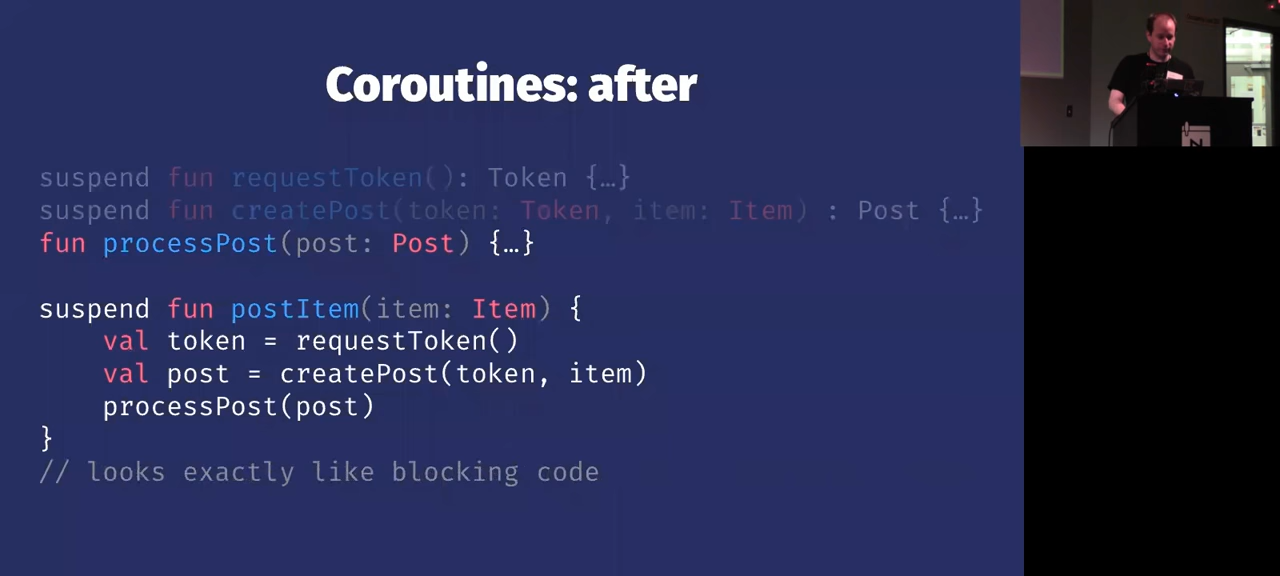 Coroutines: after
suspend fun requestToken(): Token {…}
suspend fun createPost(token: Token, item: Item) : Post {…}
fun processPost(post: Post) {…}
suspend fun postItem(item: Item) {
    val token = requestToken()
    val post = createPost(token, item)
    processPost(post)
}
// looks exactly like blocking code